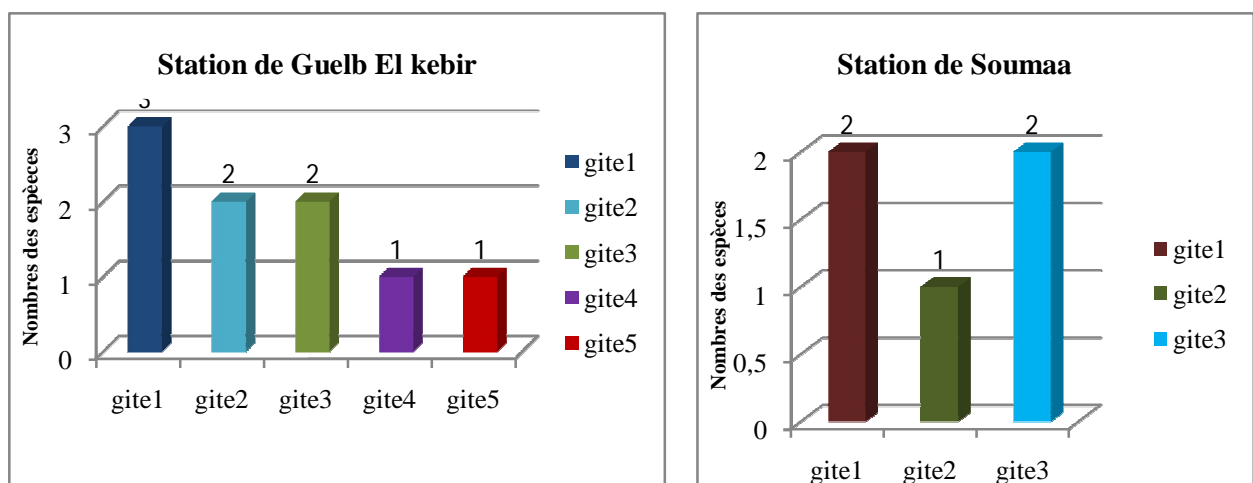 Station de Guelb El kebir
Nombres des espèeces
3
2
1
0
3
2
2
1
1
gite1
gite2
gite3
gite4
gite5
gite1
gite2
gite3
gite4
gite5
Station de Soumaa
Nombres des espèces
2
1,5
1
0,5
0
2
1
2
gite1
gite2
gite3
gite1
gite2
gite3